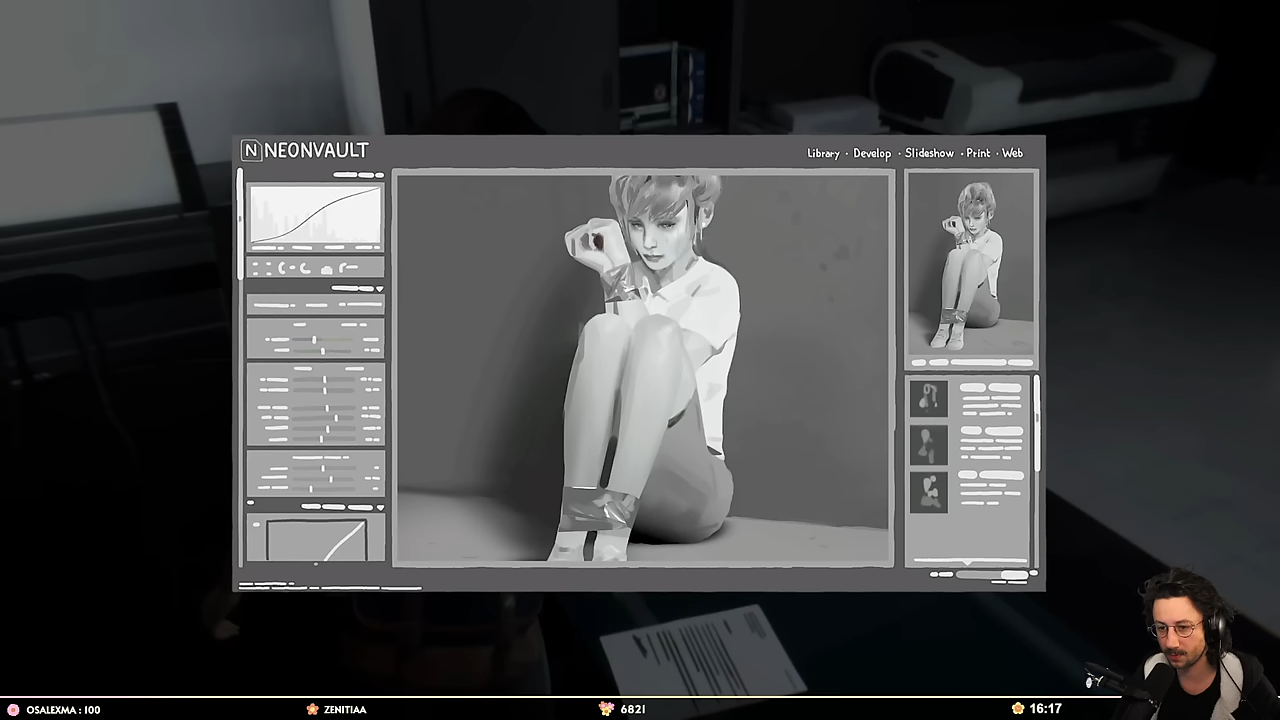 N NEONVAULT
Library · Develop · Slideshow · Print · Web
OSALEXMA : 100
ZENITIAA
6821
16:17